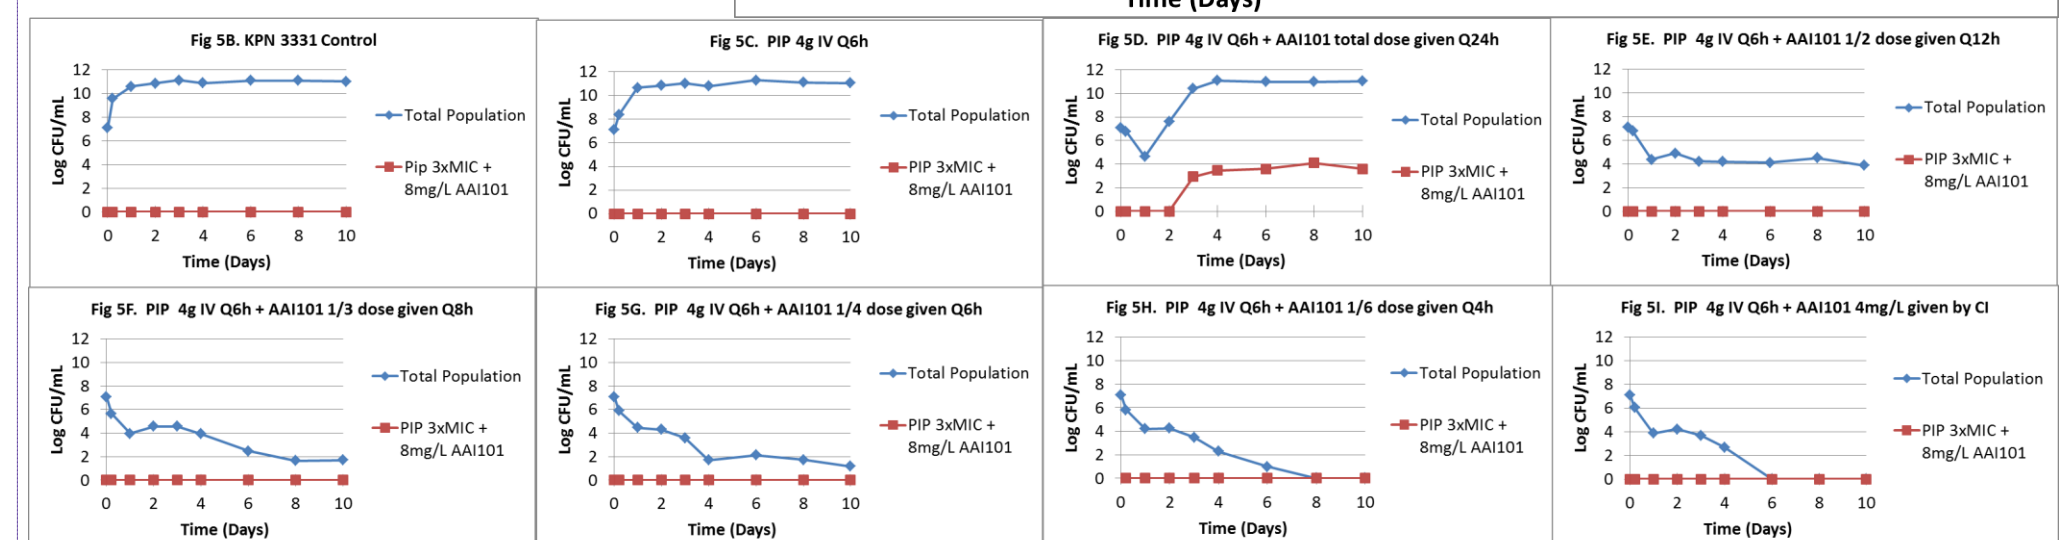 Time (Days)
Fig 5B. KPN 3331 Control
12
10
8
6
4
2
0
Log CFU/mL
0 2 4 6 8 10
Time (Days)
Total Population
Pip 3xMIC +
8mg/L AAI101
Fig 5C. PIP 4g IV Q6h
12
10
8
6
4
2
0
Log CFU/mL
0 2 4 6 8 10
Time (Days)
Total Population
PIP 3xMIC +
8mg/L AAI101
Fig 5D. PIP 4g IV Q6h + AAI101 total dose given Q24h
12
10
8
6
4
2
0
Log CFU/mL
0 2 4 6 8 10
Time (Days)
Total Population
PIP 3xMIC +
8mg/L AAI101
Fig 5E. PIP 4g IV Q6h + AAI101 1/2 dose given Q12h
12
10
8
6
4
2
0
Log CFU/mL
0 2 4 6 8 10
Time (Days)
Total Population
PIP 3xMIC +
8mg/L AAI101
Fig 5F. PIP 4g IV Q6h + AAI101 1/3 dose given Q8h
12
10
8
6
4
2
0
Log CFU/mL
0 2 4 6 8 10
Time (Days)
Total Population
PIP 3xMIC +
8mg/L AAI101
Fig 5G. PIP 4g IV Q6h + AAI101 1/4 dose given Q6h
12
10
8
6
4
2
0
Log CFU/mL
0 2 4 6 8 10
Time (Days)
Total Population
PIP 3xMIC +
8mg/L AAI101
Fig 5H. PIP 4g IV Q6h + AAI101 1/6 dose given Q4h
12
10
8
6
4
2
0
Log CFU/mL
0 2 4 6 8 10
Time (Days)
Total Population
PIP 3xMIC +
8mg/L AAI101
Fig 5I. PIP 4g IV Q6h + AAI101 4mg/L given by CI
12
10
8
6
4
2
0
Log CFU/mL
0 2 4 6 8 10
Time (Days)
Total Population
PIP 3xMIC +
8mg/L AAI101